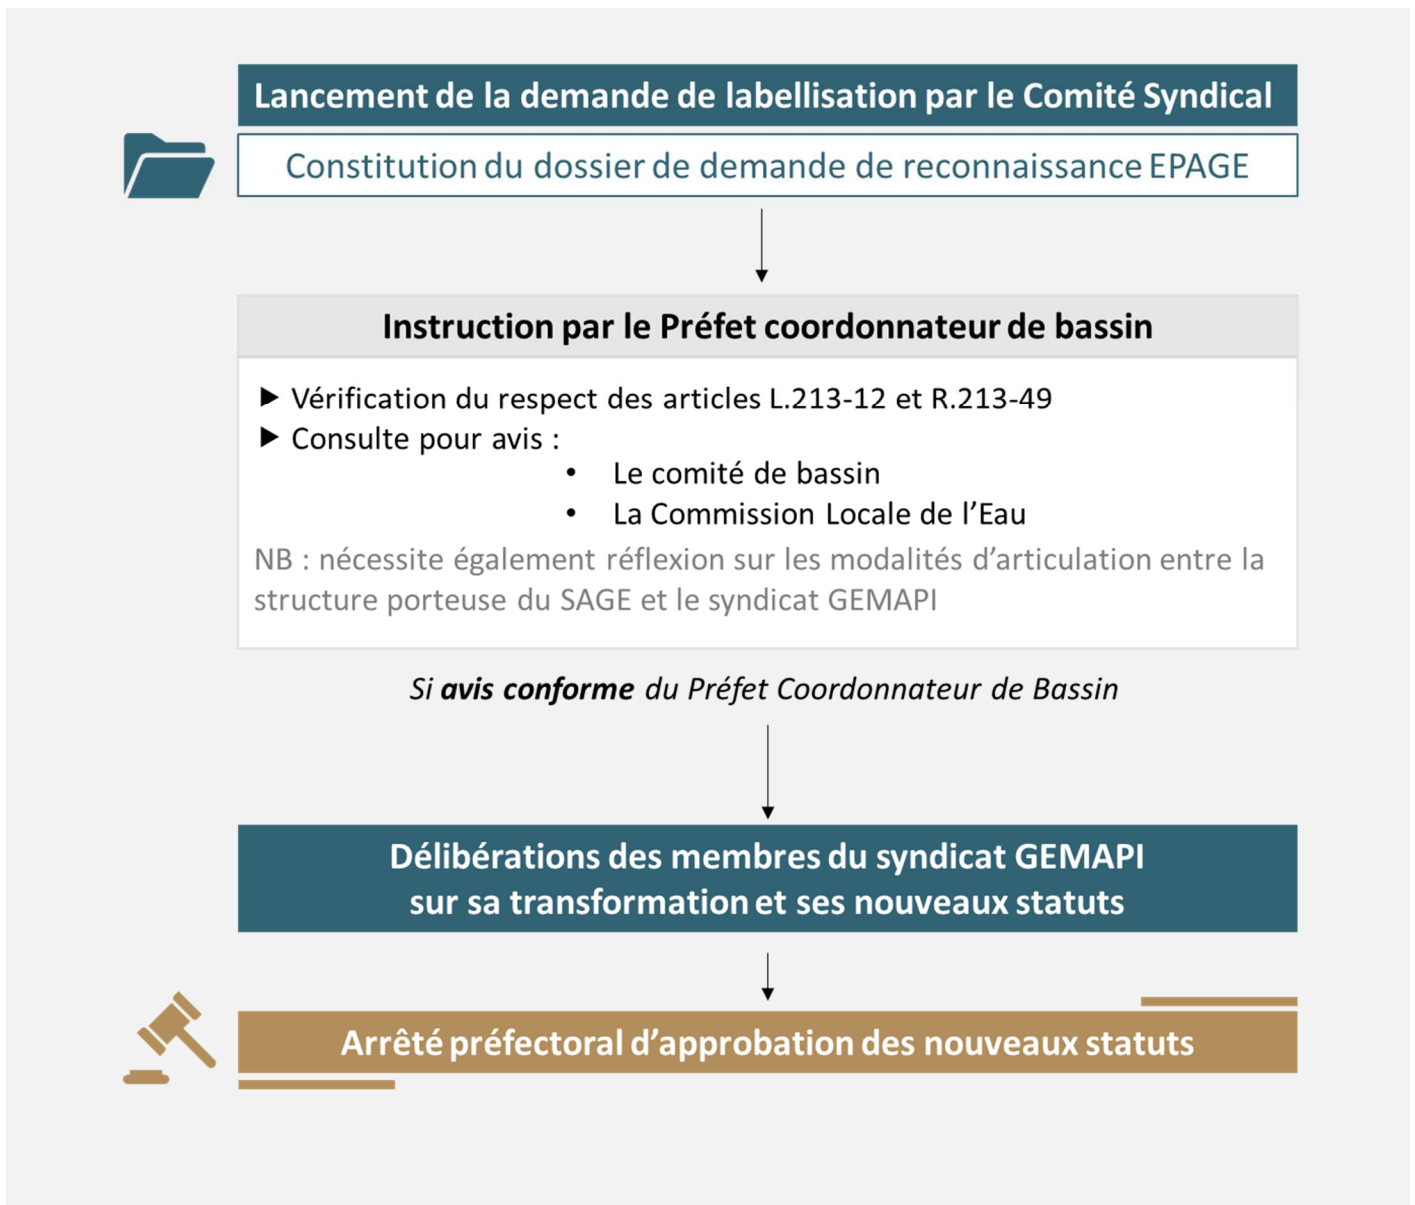 Lancement de la demande de labellisation par le Comité Syndical
Constitution du dossier de demande de reconnaissance EPAGE
Instruction par le Préfet coordonnateur de bassin
▶ Vérification du respect des articles L.213-12 et R.213-49
▶ Consulte pour avis :
• Le comité de bassin
• La Commission Locale de l’Eau
NB : nécessite également réflexion sur les modalités d’articulation entre la
structure porteuse du SAGE et le syndicat GEMAPI
Si avis conforme du Préfet Coordonnateur de Bassin
Délibérations des membres du syndicat GEMAPI
sur sa transformation et ses nouveaux statuts
Arrêté préfectoral d’approbation des nouveaux statuts